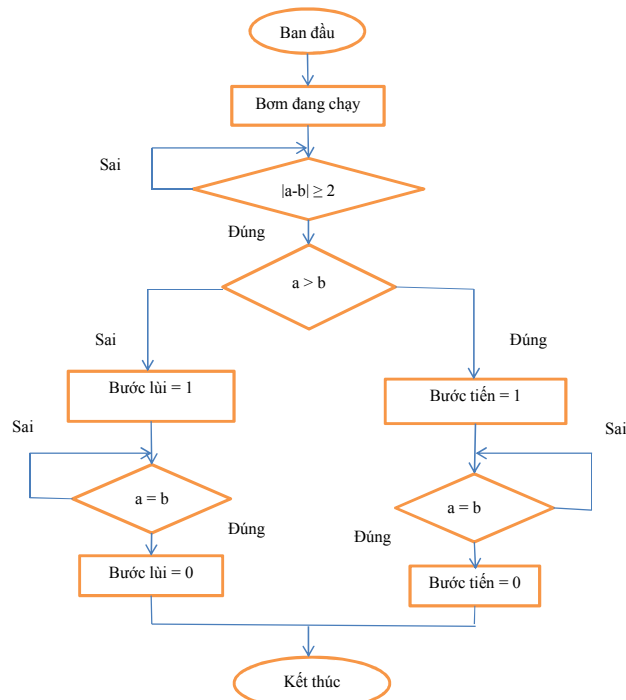 Ban đầu
Bơm đang chạy
Sai
|a-b| ≥ 2
Đúng
a > b
Sai
Đúng
Bước lùi = 1
Bước tiến = 1
Sai
Sai
a = b
a = b
Đúng
Đúng
Bước lùi = 0
Bước tiến = 0
Kết thúc